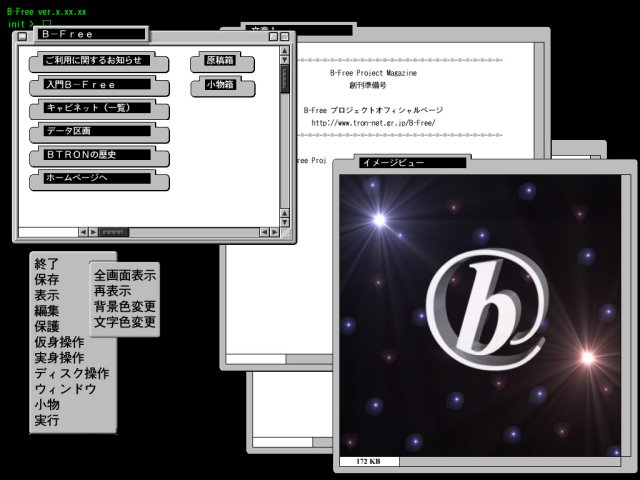 B-Free ver.x.xx.xx
init >
B－Free
ご利用に関するお知らせ
入門B－Free
キャビネット（一覧）
データ区画
BTRONの歴史
ホームページへ
原稿箱
小物箱
B-Free Project Magazine
創刊準備号
B-Free プロジェクトオフィシャルページ
http://www.tron-net.gr.jp/B-Free/
ree Proj
イメージビュー
b
172 KB
終了
保存
表示
編集
保護
仮身操作
実身操作
ディスク操作
ウィンドウ
小物
実行
全画面表示
再表示
背景色変更
文字色変更